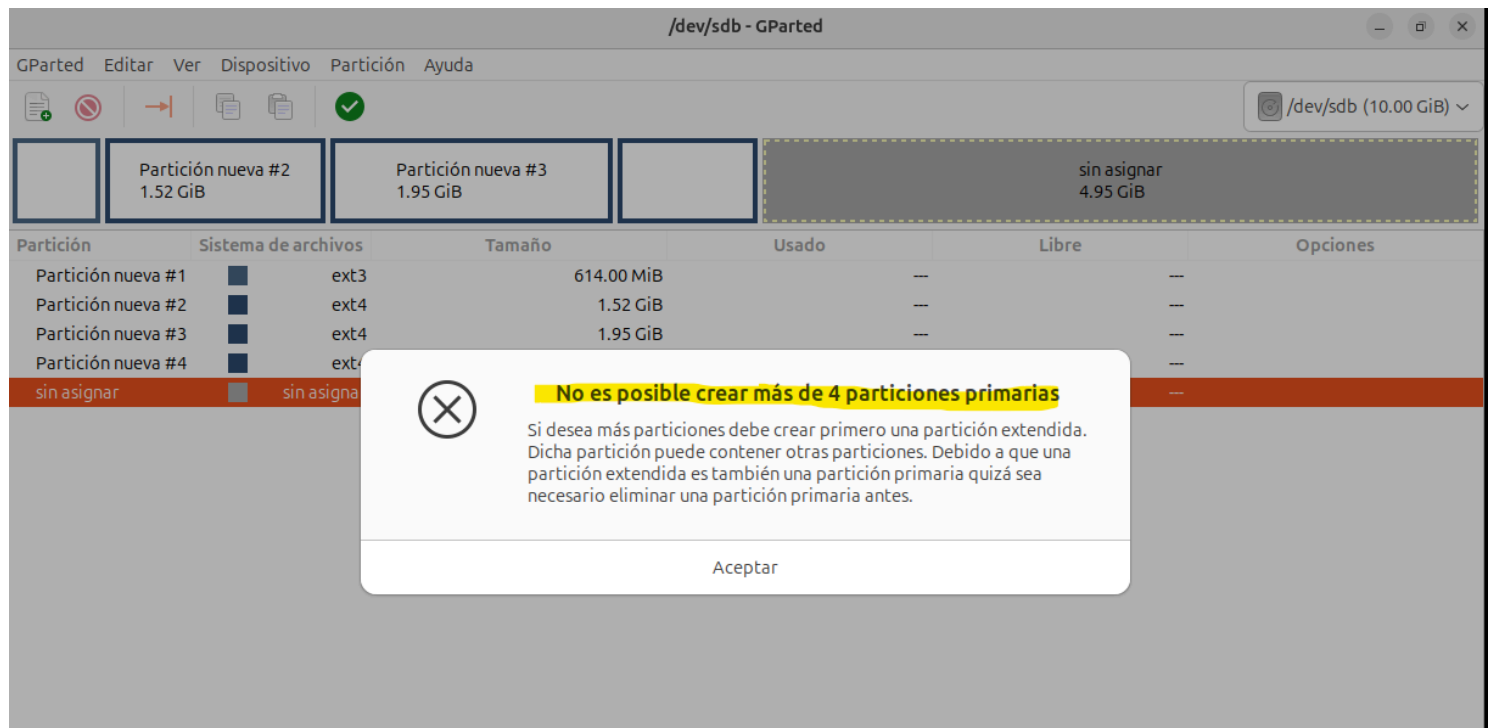 /dev/sdb - GParted
GParted Editar Ver Dispositivo Partición Ayuda
/dev/sdb (10.00 GiB)
Partición nueva #2
1.52 GiB
Partición nueva #3
1.95 GiB
sin asignar
4.95 GiB
Partición Sistema de archivos Tamaño Usado Libre Opciones
Partición nueva #1 ext3 614.00 MiB --- ---
Partición nueva #2 ext4 1.52 GiB --- ---
Partición nueva #3 ext4 1.95 GiB --- ---
Partición nueva #4 ext ---
sin asignar sin asigna ---
No es posible crear más de 4 particiones primarias
Si desea más particiones debe crear primero una partición extendida.
Dicha partición puede contener otras particiones. Debido a que una
partición extendida es también una partición primaria quizá sea
necesario eliminar una partición primaria antes.
Aceptar